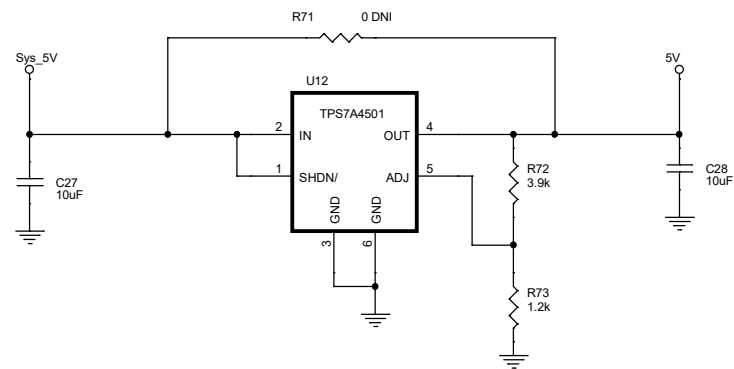 R71 0 DNI
Sys_5V
5V
U12
TPS7A4501
2 IN OUT 4
1 SHDN/ ADJ 5
C27
10uF
R72
3.9k
C28
10uF
GND GND
3 6
R73
1.2k